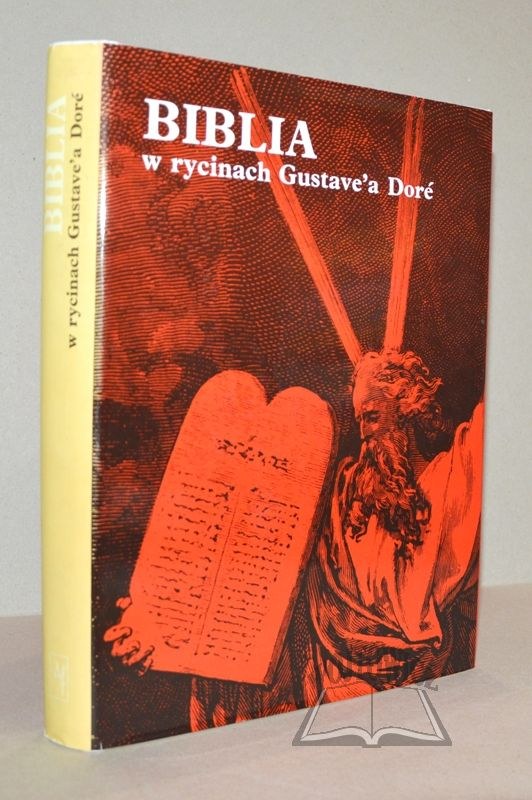 BIBLIA
w rycinach Gustave'a Doré
BIBLIA
w rycinach Gustave'a Doré